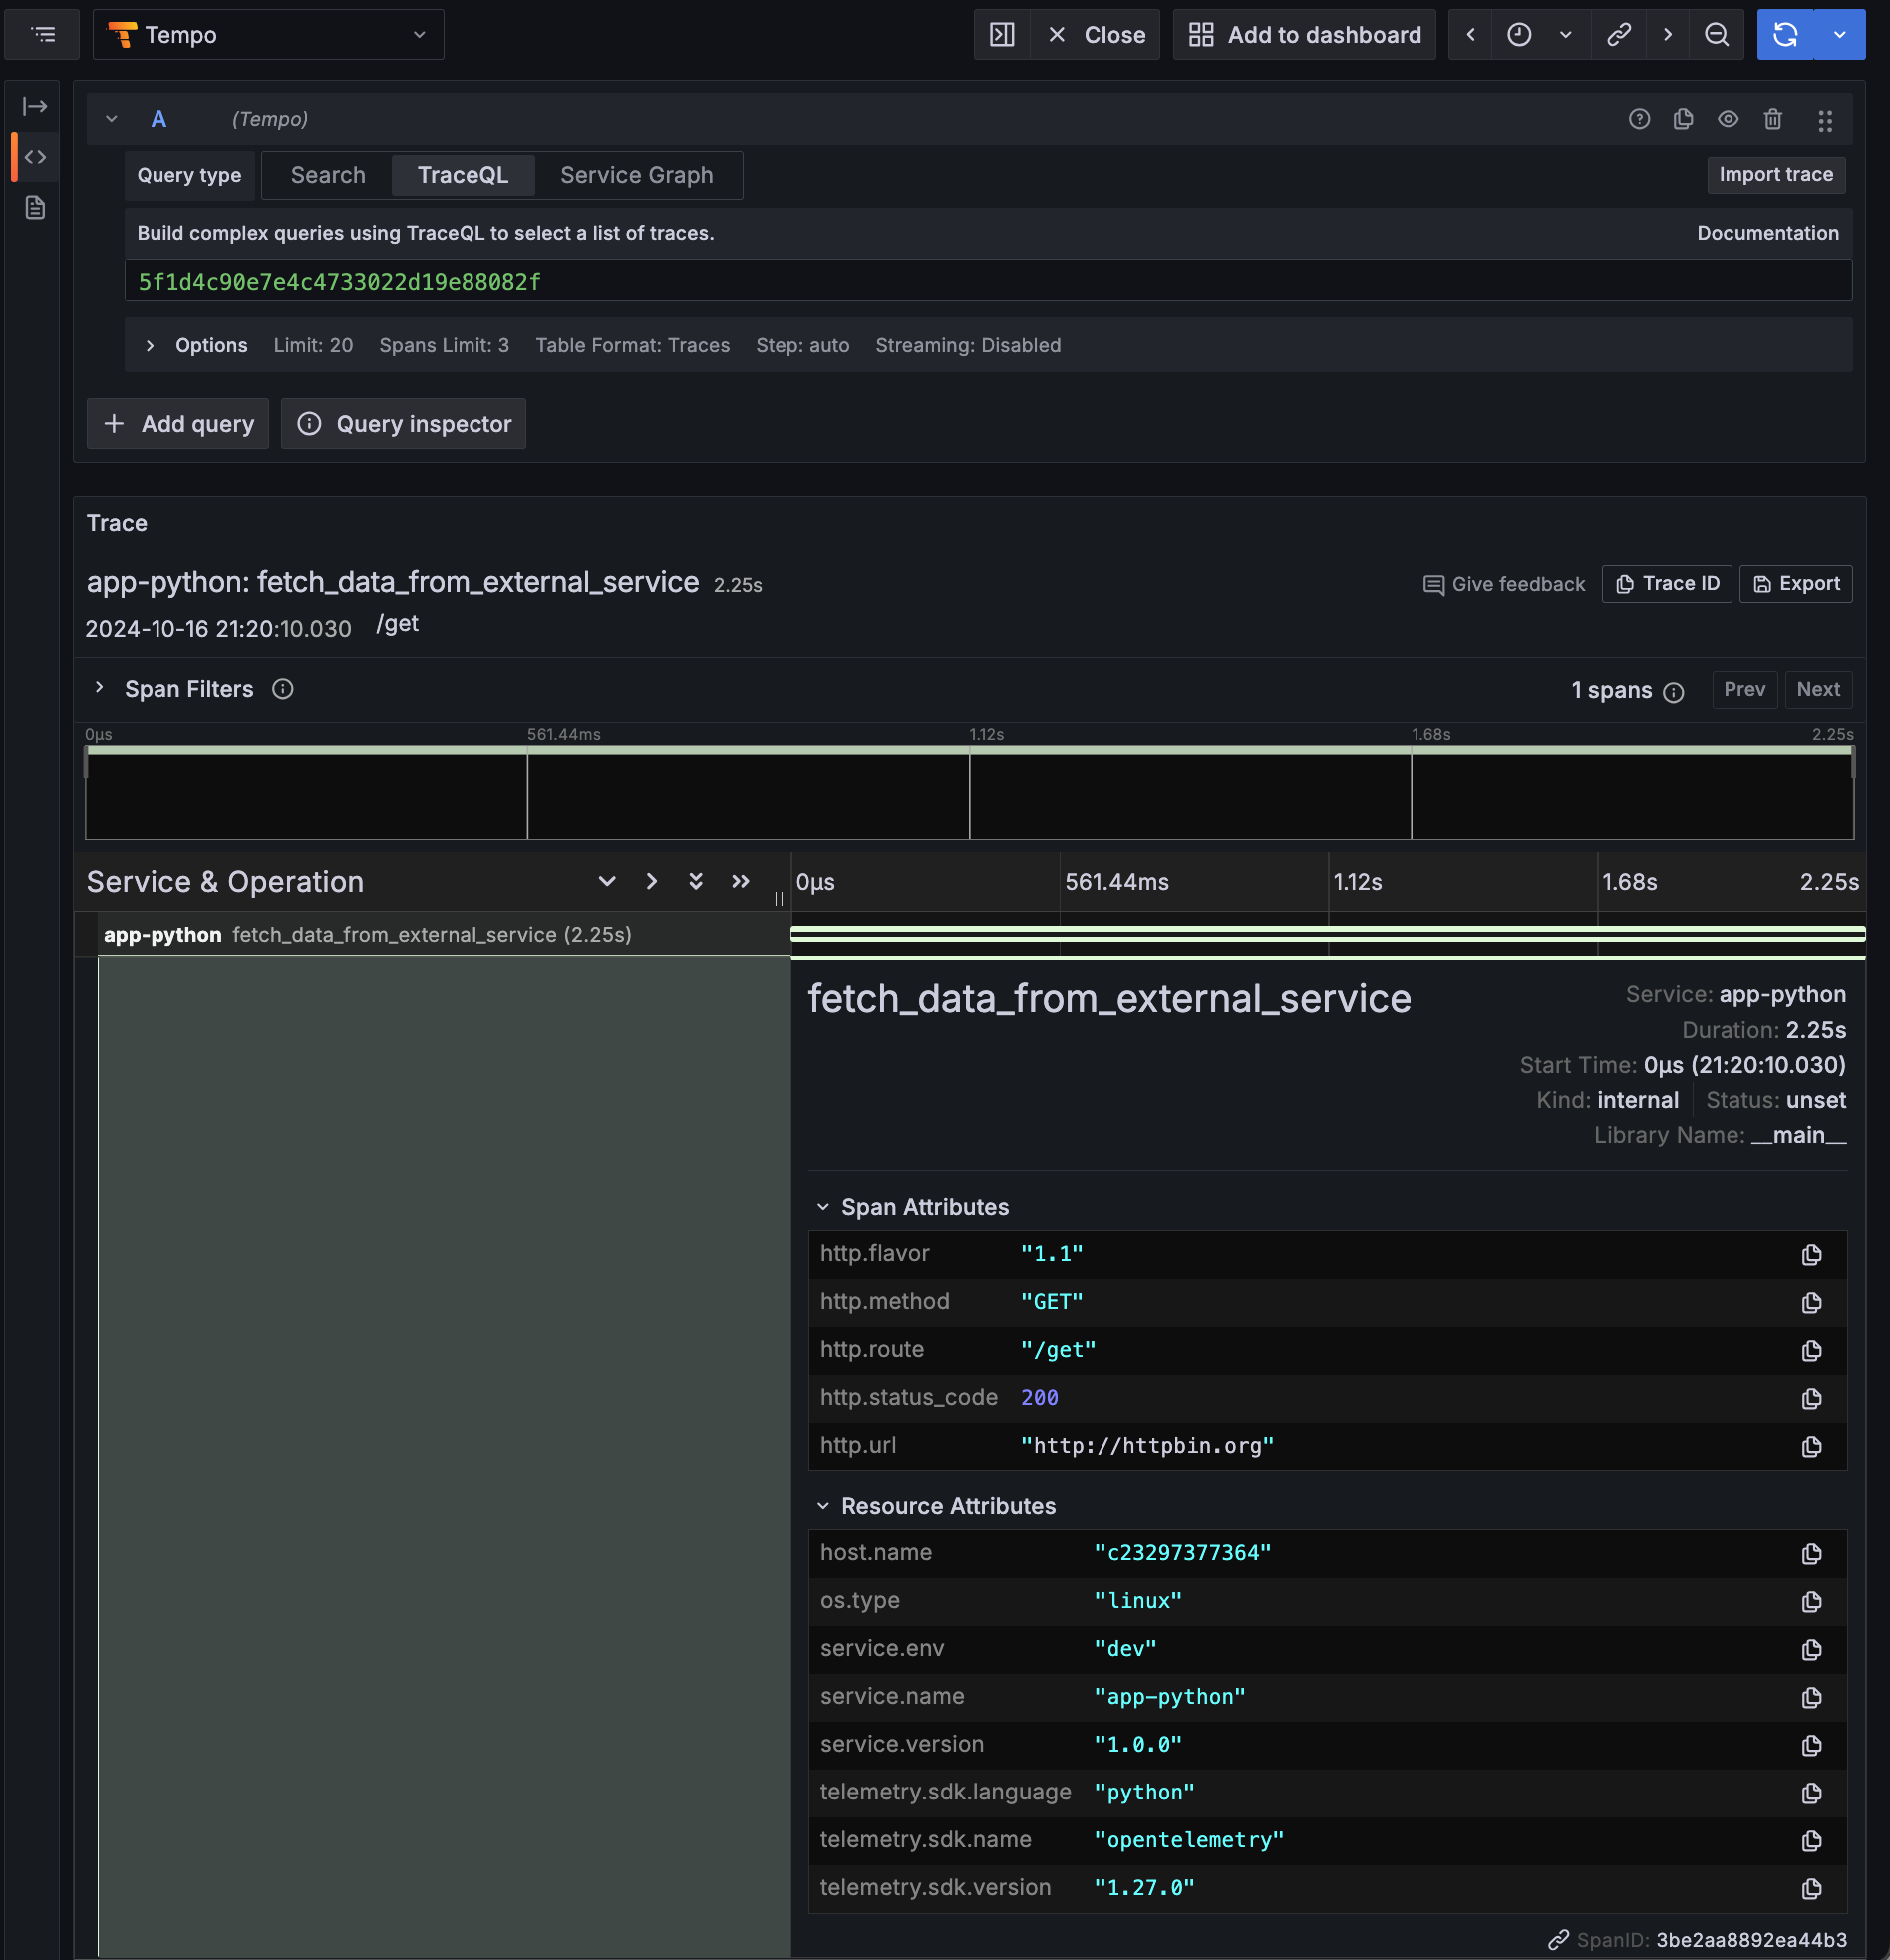 Tempo
Close
Add to dashboard
A (Tempo)
Query type Search TraceQL Service Graph Import trace
Build complex queries using TraceQL to select a list of traces. Documentation
5f1d4c90e7e4c4733022d19e88082f
Options Limit: 20 Spans Limit: 3 Table Format: Traces Step: auto Streaming: Disabled
Add query Query inspector
Trace
app-python: fetch_data_from_external_service 2.25s
Give feedback Trace ID Export
2024-10-16 21:20:10.030 /get
Span Filters 1 spans Prev Next
0μs 561.44ms 1.12s 1.68s 2.25s
Service & Operation 0μs 561.44ms 1.12s 1.68s 2.25s
app-python fetch_data_from_external_service (2.25s)
fetch_data_from_external_service
Service: app-python
Duration: 2.25s
Start Time: 0μs (21:20:10.030)
Kind: internal Status: unset
Library Name: __main__
Span Attributes
http.flavor "1.1"
http.method "GET"
http.route "/get"
http.status_code 200
http.url "http://httpbin.org"
Resource Attributes
host.name "c23297377364"
os.type "linux"
service.env "dev"
service.name "app-python"
service.version "1.0.0"
telemetry.sdk.language "python"
telemetry.sdk.name "opentelemetry"
telemetry.sdk.version "1.27.0"
SpanID: 3be2aa8892ea44b3